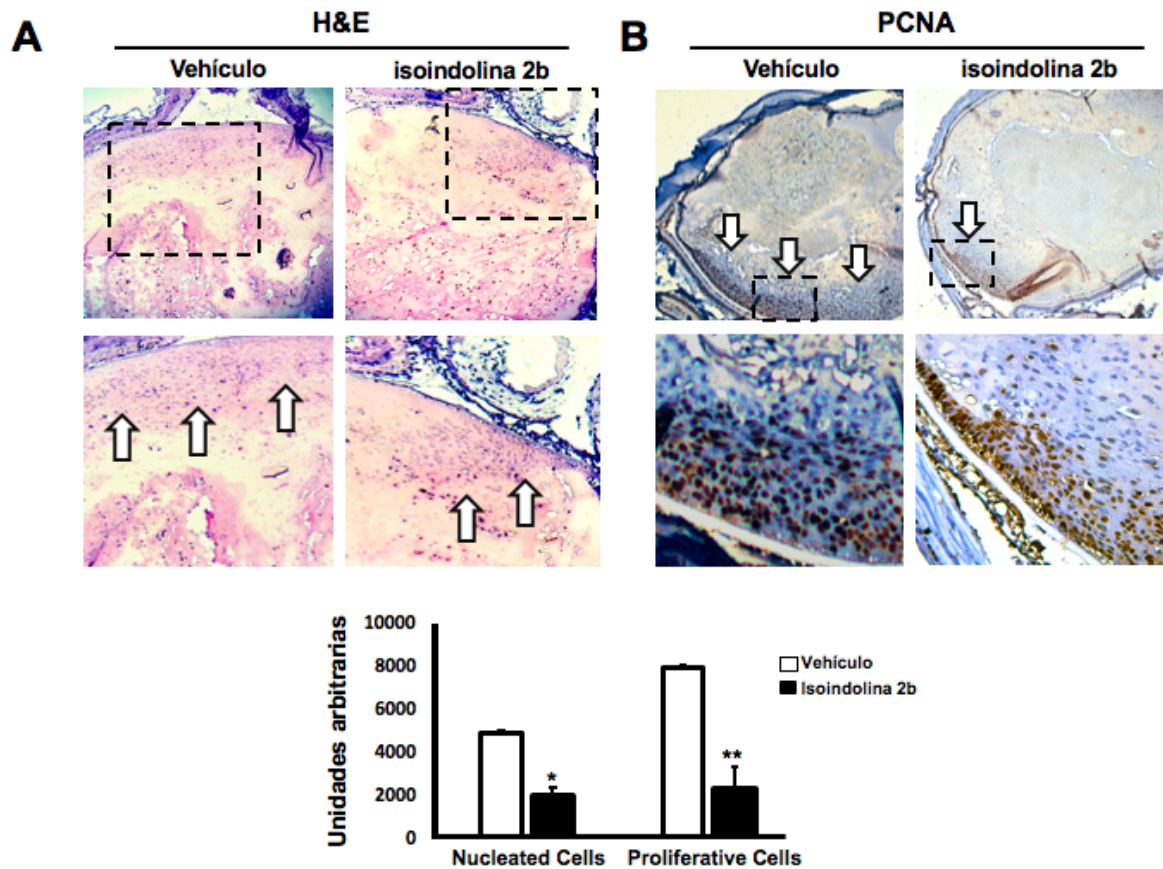 A
H&E
Vehículo
isoindolina 2b
B
PCNA
Vehículo
isoindolina 2b
Unidades arbitrarias
10000
8000
6000
4000
2000
0
*
**
Nucleated Cells
Proliferative Cells
Vehículo
Isoindolina 2b